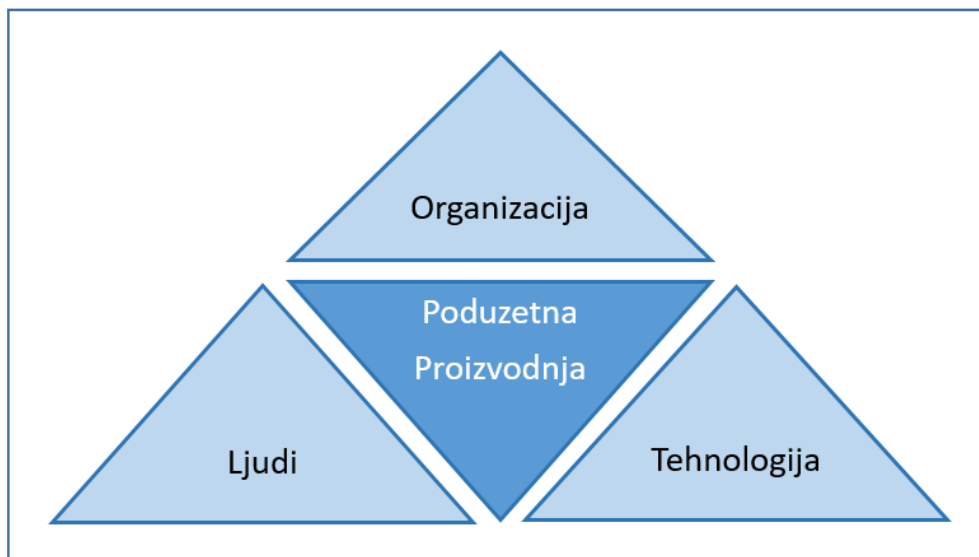 Organizacija
Poduzetna
Proizvodnja
Ljudi
Tehnologija